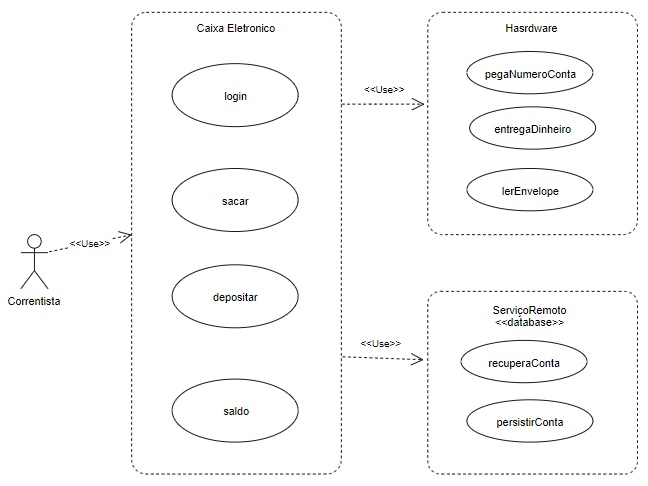 Caixa Eletronico
login
sacar
depositar
saldo
<<Use>>
Correntista
<<Use>>
Hasrdware
pegaNumeroConta
entregaDinheiro
lerEnvelope
<<Use>>
ServiçoRemoto
<<database>>
recuperaConta
persistirConta